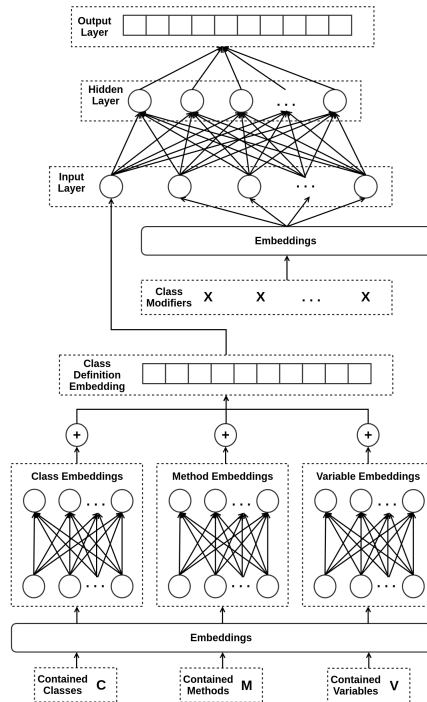 Output
Layer
Hidden
Layer
. . .
Input
Layer
. . .
Embeddings
Class
Modifiers X X . . . X
Class
Definition
Embedding
+ + +
Class Embeddings Method Embeddings Variable Embeddings
. . . . . . . . .
. . . . . . . . .
Embeddings
Contained
Classes C
Contained
Methods M
Contained
Variables V